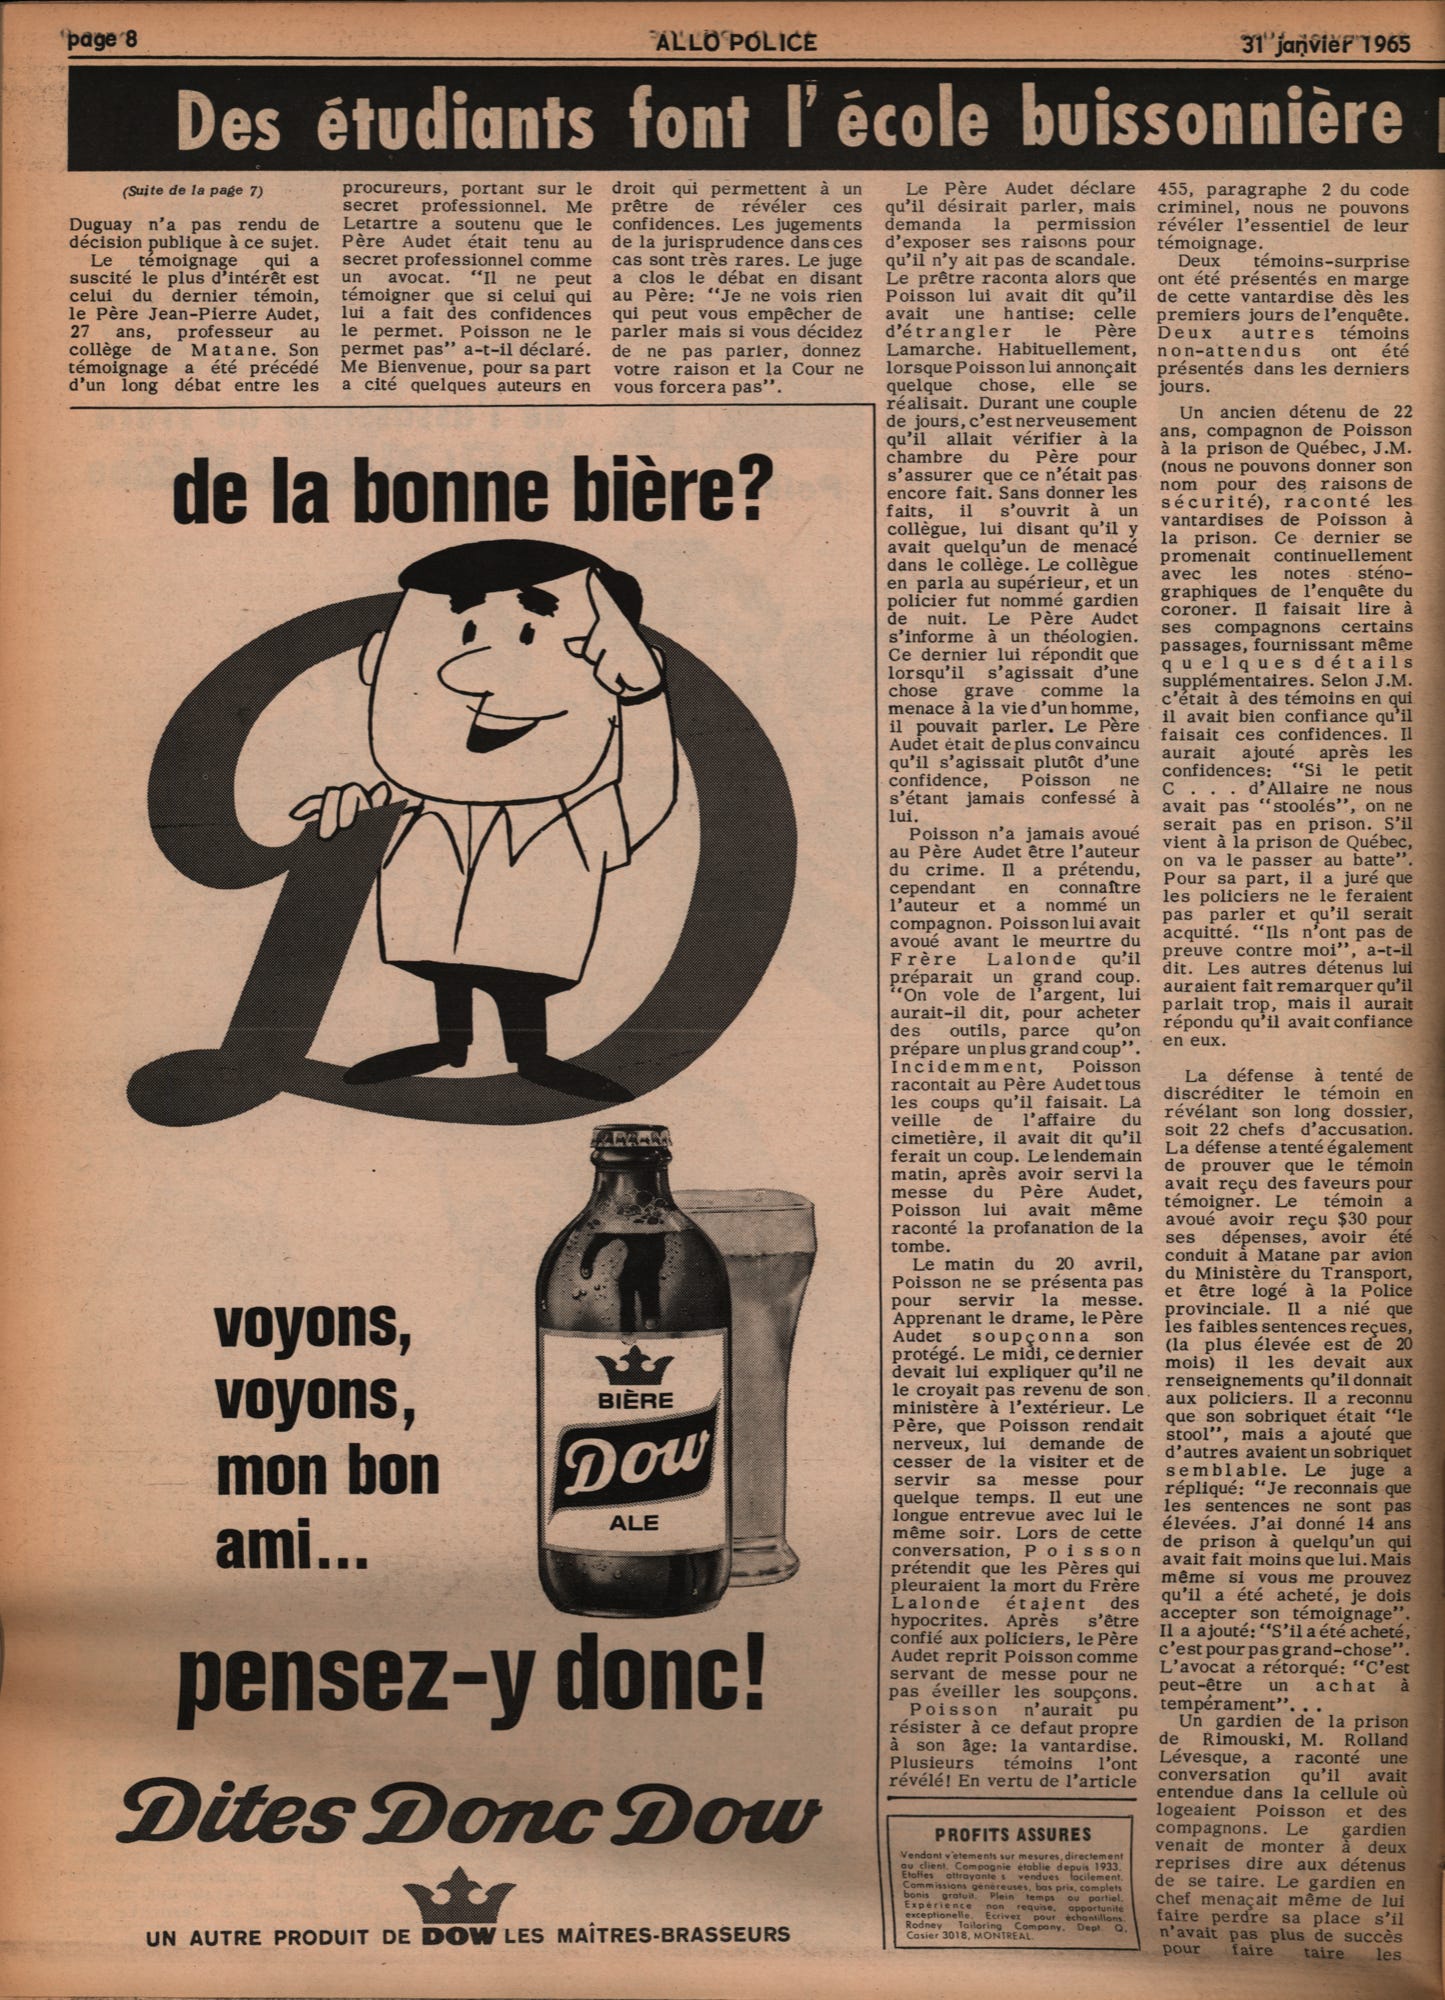 page 8
ALLO POLICE
31 janvier 1965
Des étudiants font l'école buissonnière
(Suite de la page 7)
Duguay n'a pas rendu de
décision publique à ce sujet.
Le témoignage qui a
suscité le plus d'intérêt est
celui du dernier témoin,
le Père Jean-Pierre Audet,
27 ans, professeur au
collège de Matane. Son
témoignage a été précédé
d'un long débat entre les
procureurs, portant sur le
secret professionnel. Me
Letartre a soutenu que le
Père Audet était tenu au
secret professionnel comme
un avocat. "Il ne peut
témoigner que si celui qui
lui a fait des confidences
le permet. Poisson ne le
permet pas" a-t-il déclaré.
Me Bienvenue, pour sa part
a cité quelques auteurs en
droit qui permettent à un
prêtre de révéler ces
confidences. Les jugements
de la jurisprudence dans ces
cas sont très rares. Le juge
a clos le débat en disant
au Père: "Je ne vois rien
qui peut vous empêcher de
parler mais si vous décidez
de ne pas parler, donnez
votre raison et la Cour ne
vous forcera pas".
de la bonne bière?
BIÈRE
Dow
ALE
voyons,
voyons,
mon bon
ami...
pensez-y donc!
Dites Donc Dow
UN AUTRE PRODUIT DE DOW LES MAÎTRES-BRASSEURS
Le Père Audet déclare
qu'il désirait parler, mais
demanda la permission
d'exposer ses raisons pour
qu'il n'y ait pas de scandale.
Le prêtre raconta alors que
Poisson lui avait dit qu'il
avait une hantise: celle
d'étrangler le Père
Lamarche. Habituellement,
lorsque Poisson lui annonçait
quelque chose, elle se
réalisait. Durant une couple
de jours, c'est nerveusement
qu'il allait vérifier à la
chambre du Père pour
s'assurer que ce n'était pas
encore fait. Sans donner les
faits, il s'ouvrit à un
collègue, lui disant qu'il y
avait quelqu'un de menacé
dans le collège. Le collègue
en parla au supérieur, et un
policier fut nommé gardien
de nuit. Le Père Audet
s'informe à un théologien.
Ce dernier lui répondit que
lorsqu'il s'agissait d'une
chose grave comme la
menace à la vie d'un homme,
il pouvait parler. Le Père
Audet était de plus convaincu
qu'il s'agissait plutôt d'une
confidence, Poisson ne
s'étant jamais confessé à
lui.
Poisson n'a jamais avoué
au Père Audet être l'auteur
du crime. Il a prétendu,
cependant en connaître
l'auteur et a nommé un
compagnon. Poisson lui avait
avoué avant le meurtre du
Frère Lalonde qu'il
préparait un grand coup.
"On vole de l'argent, lui
aurait-il dit, pour acheter
des outils, parce qu'on
prépare un plus grand coup".
Incidemment, Poisson
racontait au Père Audet tous
les coups qu'il faisait. La
veille de l'affaire du
cimetière, il avait dit qu'il
ferait un coup. Le lendemain
matin, après avoir servi la
messe du Père Audet,
Poisson lui avait même
raconté la profanation de la
tombe.
Le matin du 20 avril,
Poisson ne se présenta pas
pour servir la messe.
Apprenant le drame, le Père
Audet soupçonna son
protégé. Le midi, ce dernier
devait lui expliquer qu'il ne
le croyait pas revenu de son
ministère à l'extérieur. Le
Père, que Poisson rendait
nerveux, lui demande de
cesser de la visiter et de
servir sa messe pour
quelque temps. Il eut une
longue entrevue avec lui le
même soir. Lors de cette
conversation, Poisson
prétendit que les Pères qui
pleuraient la mort du Frère
Lalonde étaient des
hypocrites. Après s'être
confié aux policiers, le Père
Audet reprit Poisson comme
servant de messe pour ne
pas éveiller les soupçons.
Poisson n'aurait pu
résister à ce defaut propre
à son âge: la vantardise.
Plusieurs témoins l'ont
révélé! En vertu de l'article
PROFITS ASSURES
Vendant vêtements sur mesures, directement
au client. Compagnie établie depuis 1933.
Etoffes attrayantes vendues facilement.
Commissions généreuses, bas prix, complets
bonis gratuit. Plein temps ou partiel.
Expérience non requise, opportunité
exceptionelle. Ecrivez pour échantillons.
Rodney Tailoring Company, Dept. Q,
Casier 3018, MONTREAL.
455, paragraphe 2 du code
criminel, nous ne pouvons
révéler l'essentiel de leur
témoignage.
Deux témoins-surprise
ont été présentés en marge
de cette vantardise dès les
premiers jours de l'enquête.
Deux autres témoins
non-attendus ont été
présentés dans les derniers
jours.
Un ancien détenu de 22
ans, compagnon de Poisson
à la prison de Québec, J.M.
(nous ne pouvons donner son
nom pour des raisons de
sécurité), raconté les
vantardises de Poisson à
la prison. Ce dernier se
promenait continuellement
avec les notes sténo-
graphiques de l'enquête du
coroner. Il faisait lire à
ses compagnons certains
passages, fournissant même
quelques détails
supplémentaires. Selon J.M.
c'était à des témoins en qui
il avait bien confiance qu'il
faisait ces confidences. Il
aurait ajouté après les
confidences: "Si le petit
C . . . d'Allaire ne nous
avait pas "stoolés", on ne
serait pas en prison. S'il
vient à la prison de Québec,
on va le passer au batte".
Pour sa part, il a juré que
les policiers ne le feraient
pas parler et qu'il serait
acquitté. "Ils n'ont pas de
preuve contre moi", a-t-il
dit. Les autres détenus lui
auraient fait remarquer qu'il
parlait trop, mais il aurait
répondu qu'il avait confiance
en eux.
La défense à tenté de
discréditer le témoin en
révélant son long dossier,
soit 22 chefs d'accusation.
La défense a tenté également
de prouver que le témoin
avait reçu des faveurs pour
témoigner. Le témoin a
avoué avoir reçu $30 pour
ses dépenses, avoir été
conduit à Matane par avion
du Ministère du Transport,
et être logé à la Police
provinciale. Il a nié que
les faibles sentences reçues,
(la plus élevée est de 20
mois) il les devait aux
renseignements qu'il donnait
aux policiers. Il a reconnu
que son sobriquet était "le
stool", mais a ajouté que
d'autres avaient un sobriquet
semblable. Le juge a
répliqué: "Je reconnais que
les sentences ne sont pas
élevées. J'ai donné 14 ans
de prison à quelqu'un qui
avait fait moins que lui. Mais
même si vous me prouvez
qu'il a été acheté, je dois
accepter son témoignage".
Il a ajouté: "S'il a été acheté,
c'est pour pas grand-chose".
L'avocat a rétorqué: "C'est
peut-être un achat à
tempérament"...
Un gardien de la prison
de Rimouski, M. Rolland
Lévesque, a raconté une
conversation qu'il avait
entendue dans la cellule où
logeaient Poisson et des
compagnons. Le gardien
venait de monter à deux
reprises dire aux détenus
de se taire. Le gardien en
chef menaçait même de lui
faire perdre sa place s'il
n'avait pas plus de succès
pour faire taire les